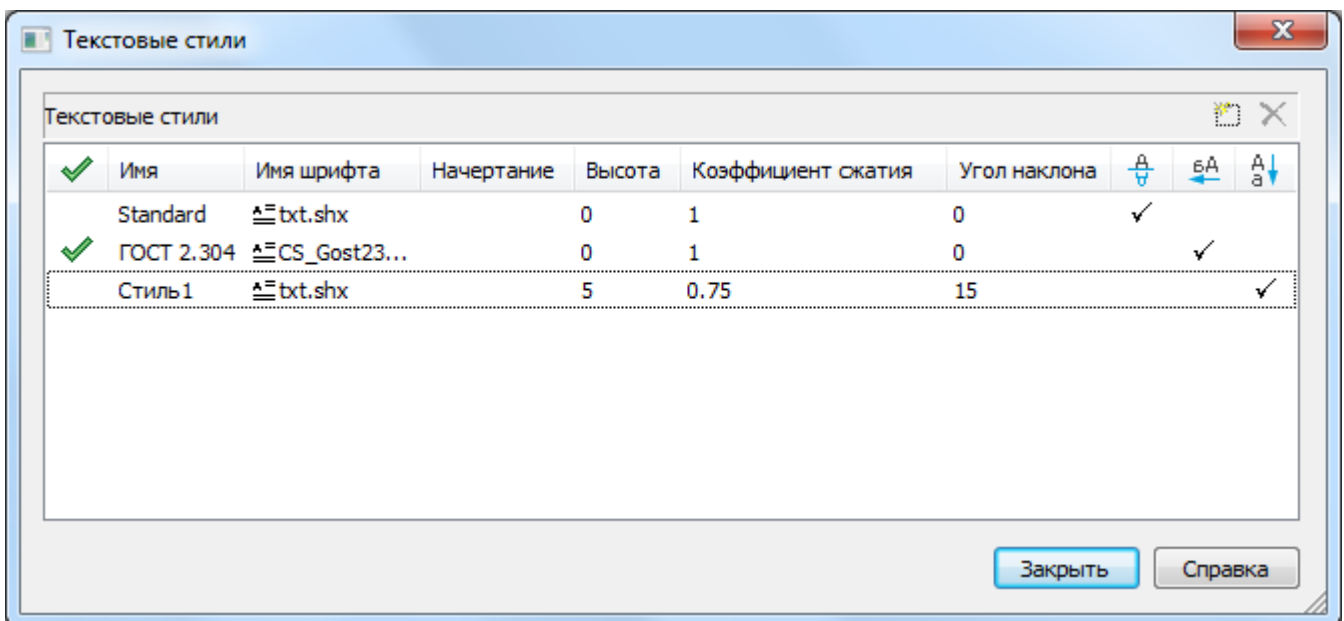 Текстовые стили
Текстовые стили
Имя Имя шрифта Начертание Высота Коэффициент сжатия Угол наклона
Standard txt.shx 0 1 0
ГОСТ 2.304 CS_Gost23... 0 1 0
Стиль1 txt.shx 5 0.75 15
Закрыть Справка